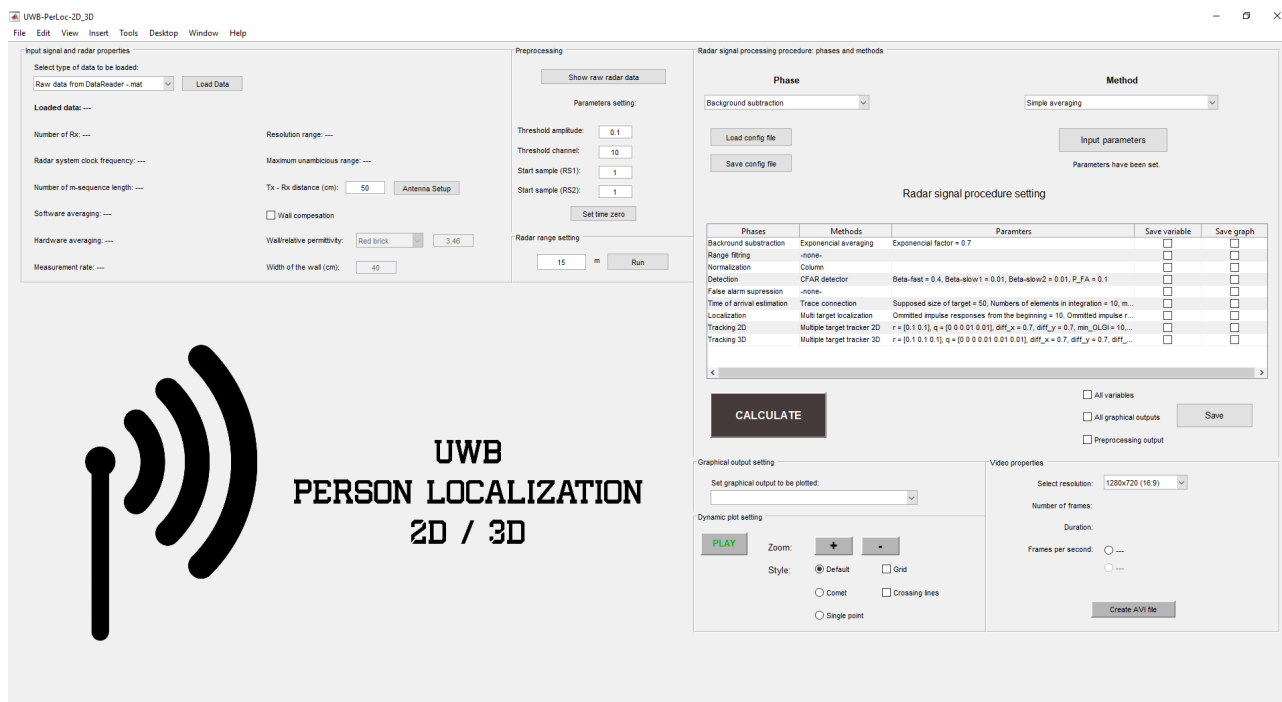 UWB-PerLoc-2D_3D
File Edit View Insert Tools Desktop Window Help
Input signal and radar properties
Select type of data to be loaded:
Raw data from DataReader -.mat Load Data
Loaded data: ---
Number of Rx: --- Resolution range: ---
Radar system clock frequency: --- Maximum unambicious range: ---
Number of m-sequence length: --- Tx - Rx distance (cm): 50 Antenna Setup
Software averaging: --- Wall compesation
Hardware averaging: --- Wall/relative permittivity: Red brick 3.46
Measurement rate: --- Width of the wall (cm): 40
Preprocessing
Show raw radar data
Parameters setting:
Threshold amplitude: 0.1
Threshold channel: 10
Start sample (RS1): 1
Start sample (RS2): 1
Set time zero
Radar range setting
15 m Run
Radar signal processing procedure: phases and methods
Phase Method
Background subtraction Simple averaging
Load config file Input parameters
Save config file Parameters have been set.
Radar signal procedure setting
Phases Methods Paramters Save variable Save graph
Backround substraction Exponencial averaging Exponencial factor = 0.7
Range filtring -none-
Normalization Column
Detection CFAR detector Beta-fast = 0.4, Beta-slow1 = 0.01, Beta-slow2 = 0.01, P_FA = 0.1
False alarm supression -none-
Time of arrival estimation Trace connection Supposed size of target = 50, Numbers of elements in integration = 10, m...
Localization Multi target localization Ommitted impulse responses from the beginning = 10, Ommitted impulse r...
Tracking 2D Multiple target tracker 2D r = [0.1 0.1], q = [0 0 0.01 0.01], diff_x = 0.7, diff_y = 0.7, min_OLGI = 10,...
Tracking 3D Multiple target tracker 3D r = [0.1 0.1 0.1], q = [0 0 0 0.01 0.01 0.01], diff_x = 0.7, diff_y = 0.7, diff_...
CALCULATE
All variables
All graphical outputs Save
Preprocessing output
UWB
PERSON LOCALIZATION
2D / 3D
Graphical output setting
Set graphical output to be plotted:
Dynamic plot setting
PLAY Zoom: + -
Style: Default Grid
Comet Crossing lines
Single point
Video properties
Select resolution: 1280x720 (16:9)
Number of frames:
Duration:
Frames per second: ---
---
Create AVI file